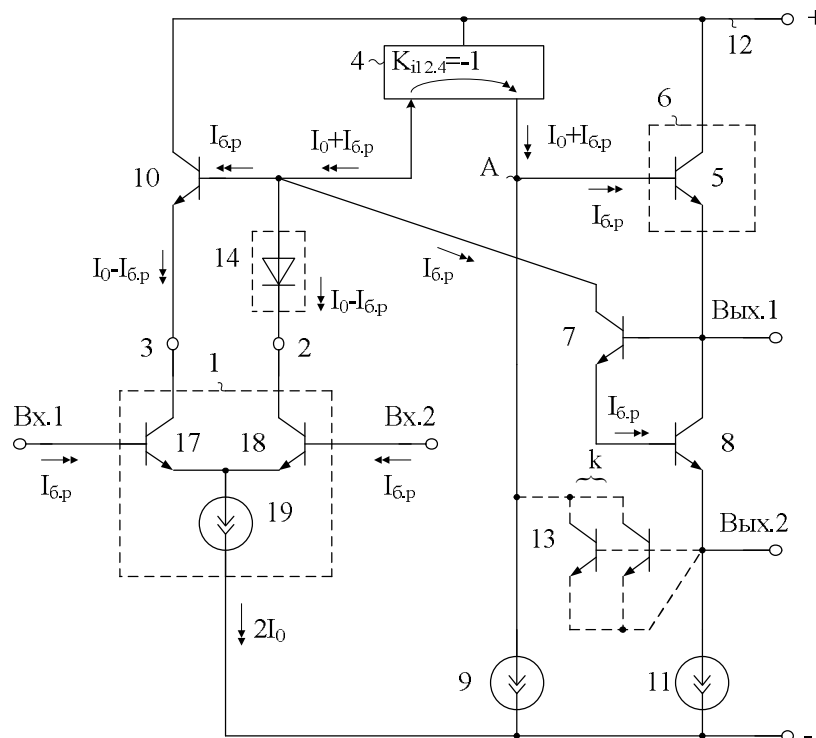 +
12
4
Kᵢ₁₂.₄=-1
6
I₀+Iб.р
I₀+Iб.р
Iб.р
10
A
5
Iб.р
14
Iб.р
I₀-Iб.р
I₀-Iб.р
Вых.1
7
3
1
2
Iб.р
Вх.1
Вх.2
17
18
8
k
Iб.р
Iб.р
19
13
Вых.2
2I₀
9
11
-